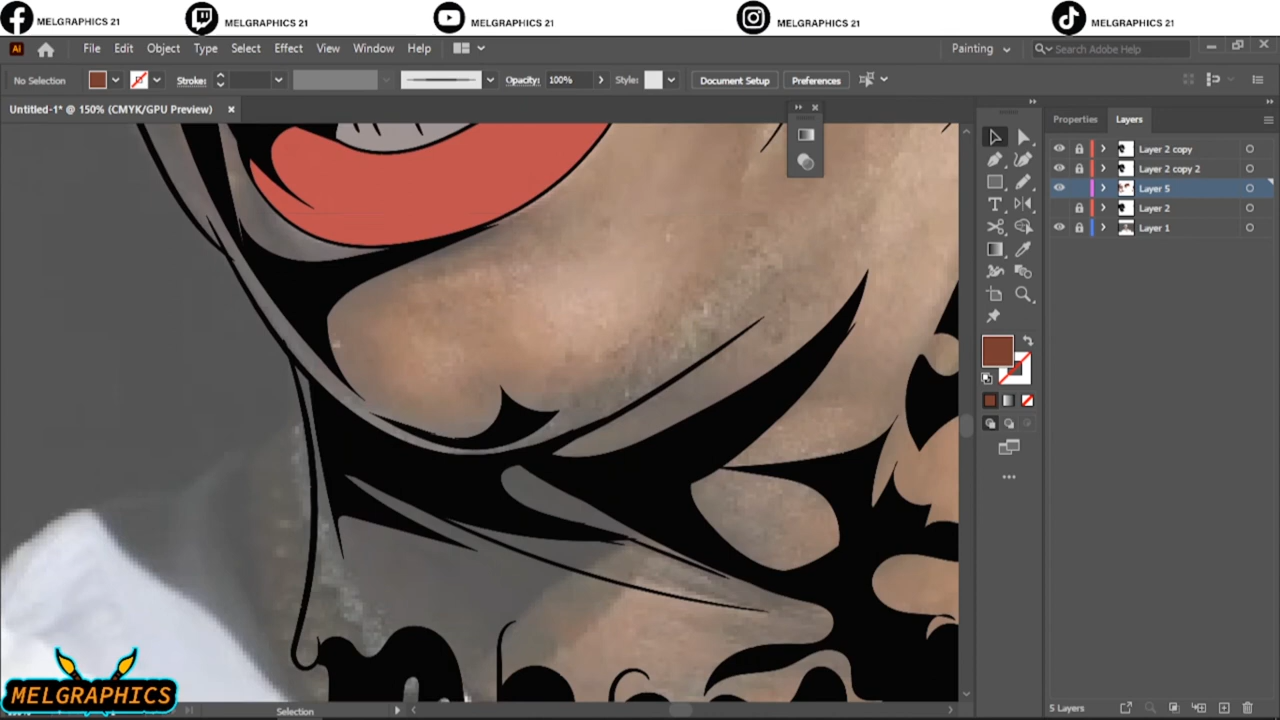 MELGRAPHICS 21
MELGRAPHICS 21
MELGRAPHICS 21
MELGRAPHICS 21
MELGRAPHICS 21
Ai File Edit Object Type Select Effect View Window Help Painting Search Adobe Help
No Selection Stroke: Opacity: 100% Style: Document Setup Preferences
Untitled-1* @ 150% (CMYK/GPU Preview)
Properties Layers
Layer 2 copy
Layer 2 copy 2
Layer 5
Layer 2
Layer 1
MELGRAPHICS
Selection
5 Layers